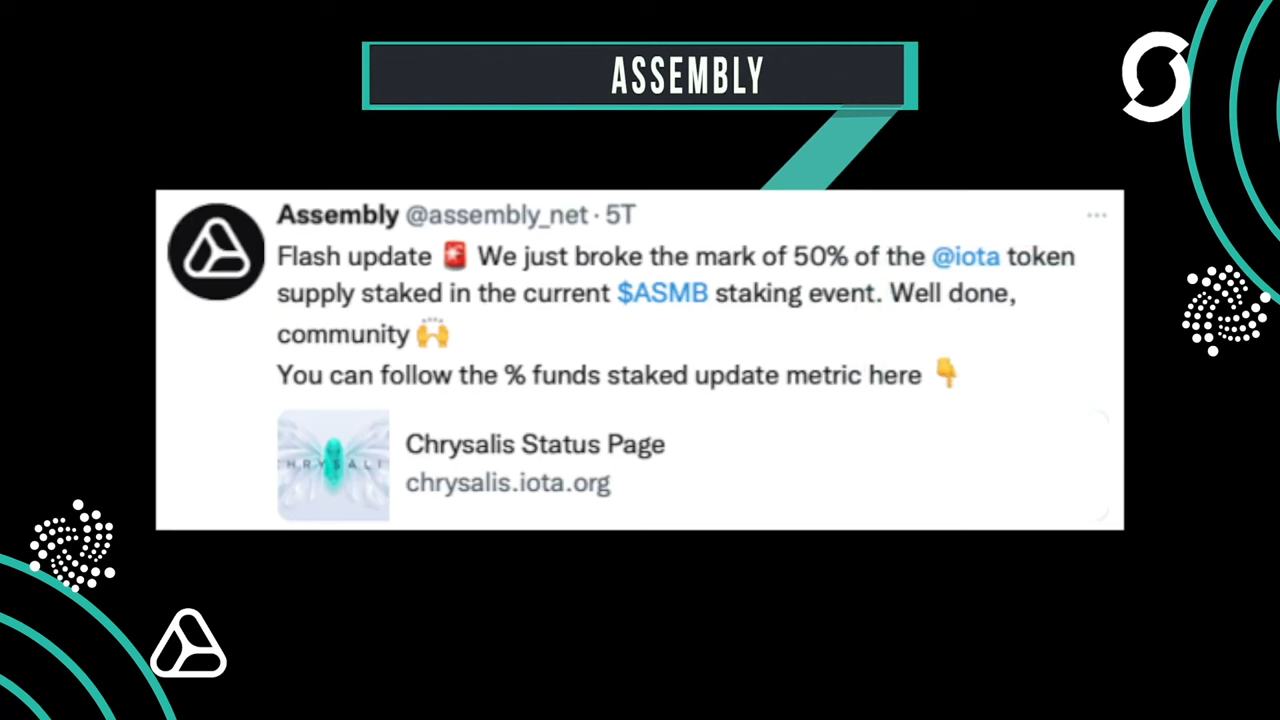 ASSEMBLY
Assembly @assembly_net · 5T
Flash update 🚨 We just broke the mark of 50% of the @iota token
supply staked in the current $ASMB staking event. Well done,
community 🙌
You can follow the % funds staked update metric here 👇
CHRYSALI
Chrysalis Status Page
chrysalis.iota.org